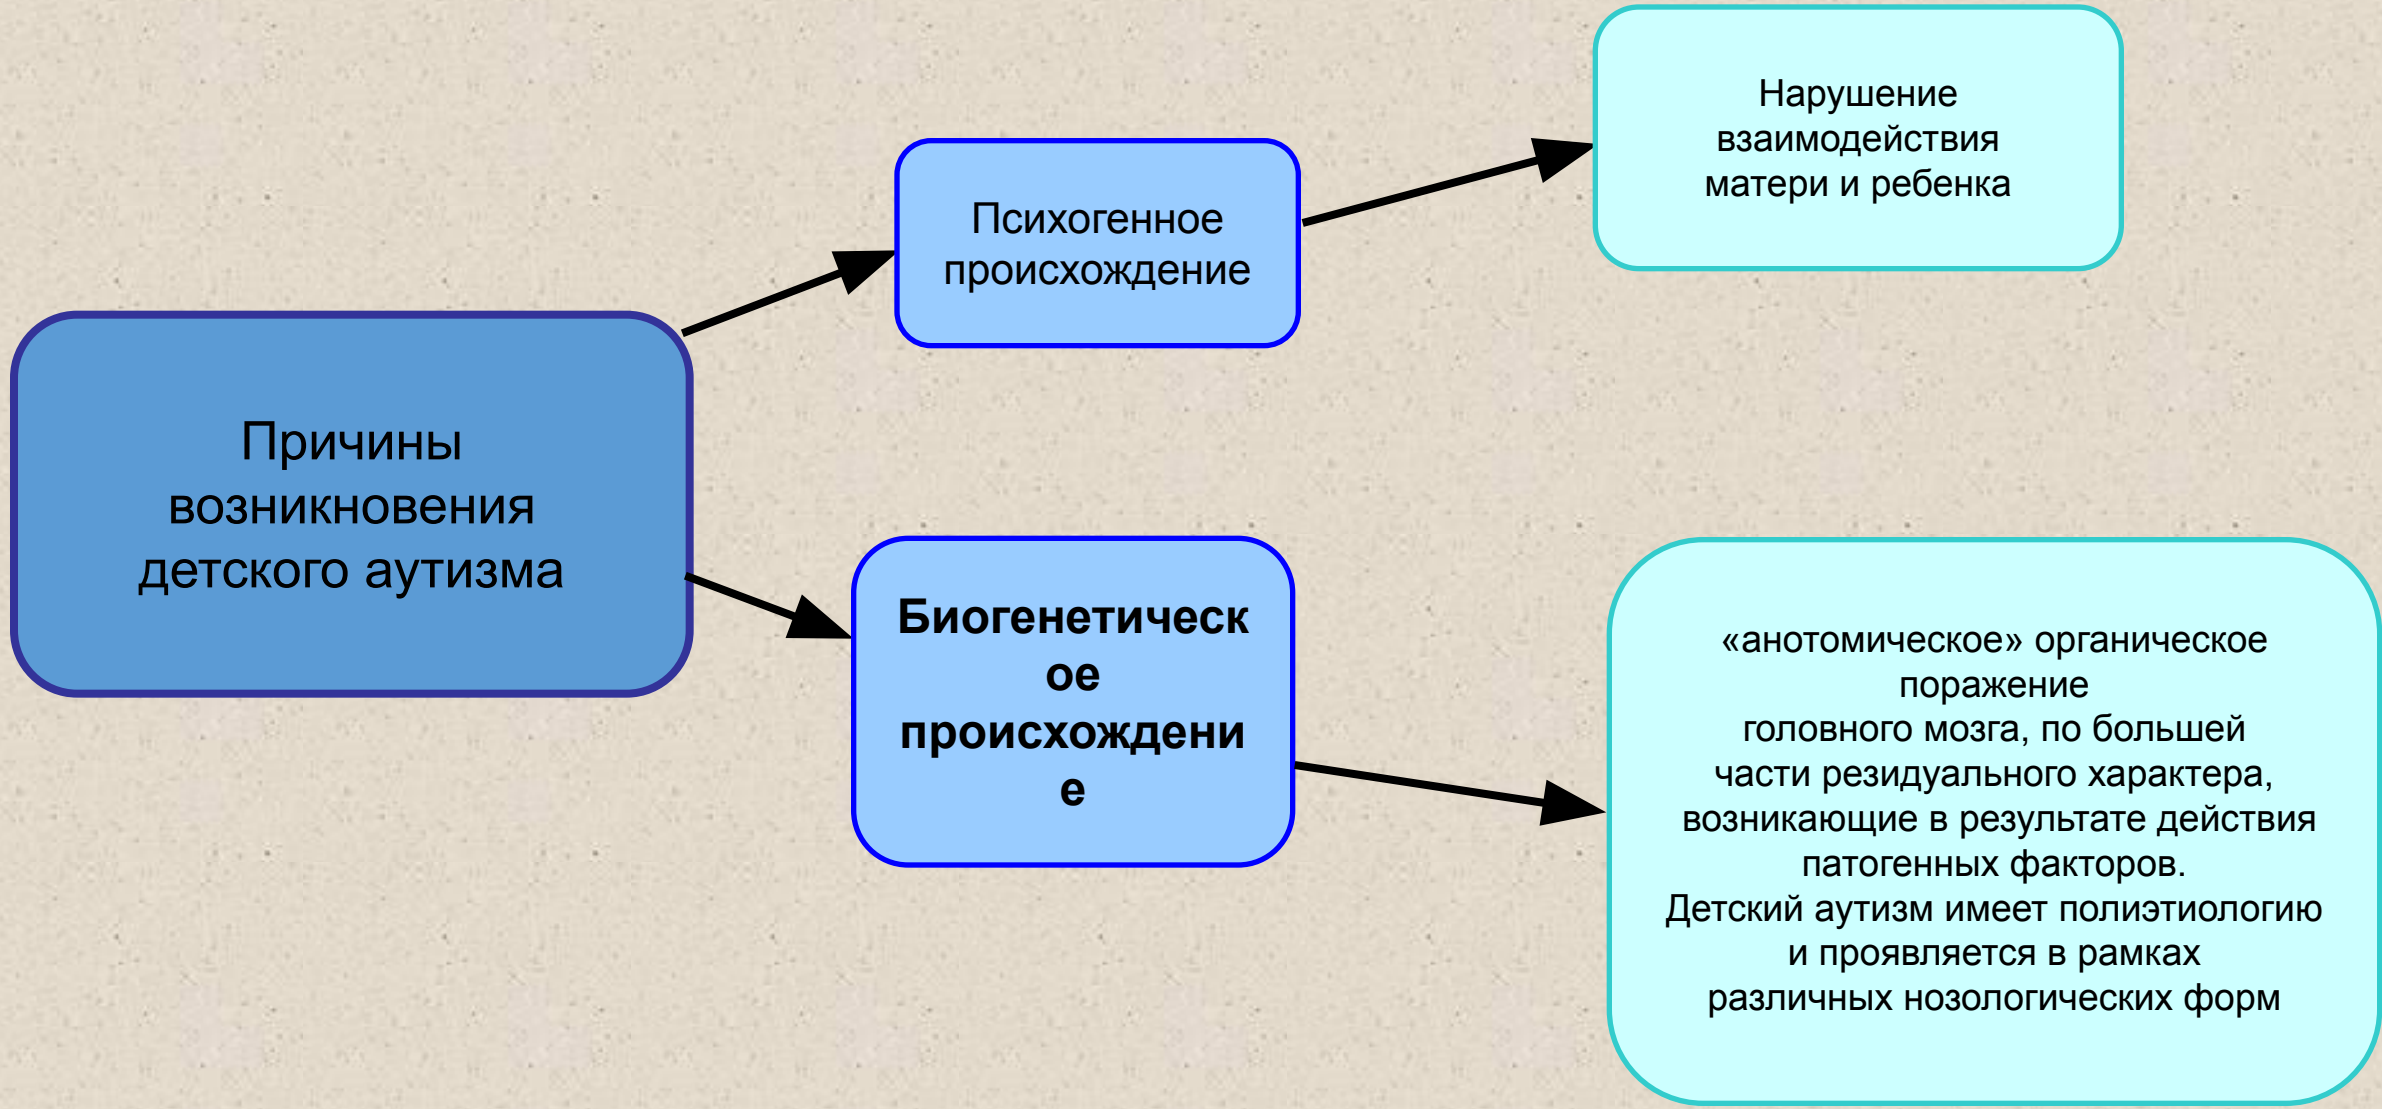 Причины
возникновения
детского аутизма
Психогенное
происхождение
Нарушение
взаимодействия
матери и ребенка
Биогенетическ
ое
происхождени
е
«анотомическое» органическое
поражение
головного мозга, по большей
части резидуального характера,
возникающие в результате действия
патогенных факторов.
Детский аутизм имеет полиэтиологию
и проявляется в рамках
различных нозологических форм